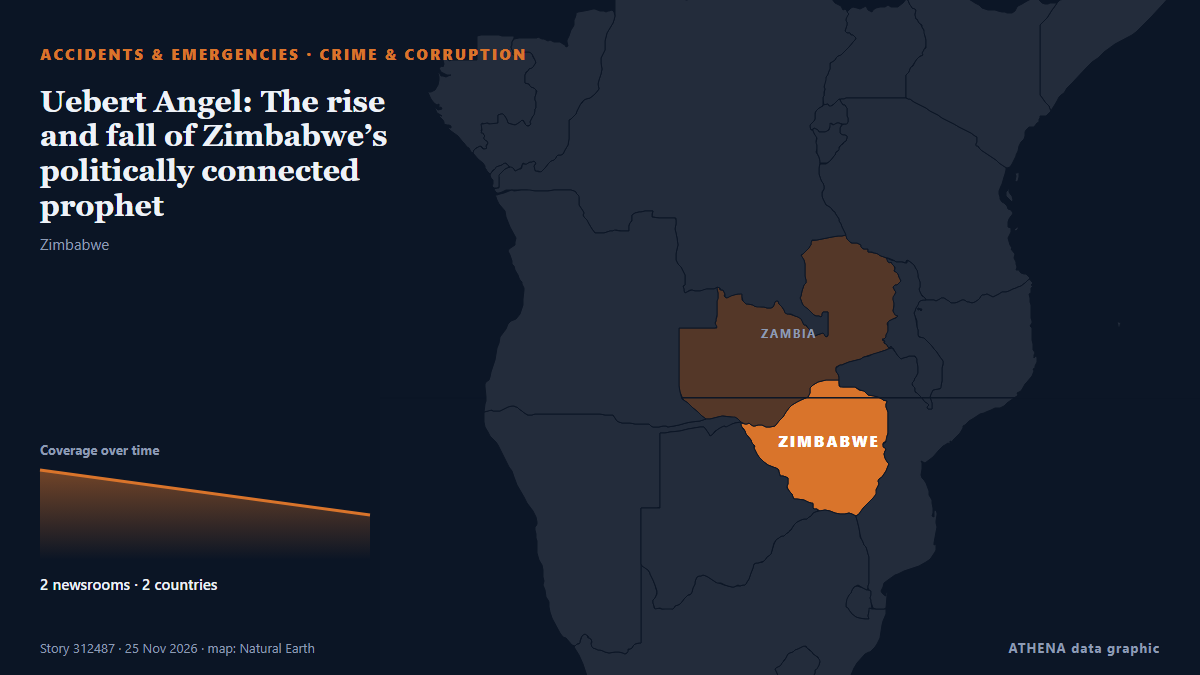 ACCIDENTS & EMERGENCIES · CRIME & CORRUPTION
Uebert Angel: The rise
and fall of Zimbabwe’s
politically connected
prophet
Zimbabwe
ZAMBIA
ZIMBABWE
Coverage over time
2 newsrooms · 2 countries
Story 312487 · 25 Nov 2026 · map: Natural Earth
ATHENA data graphic